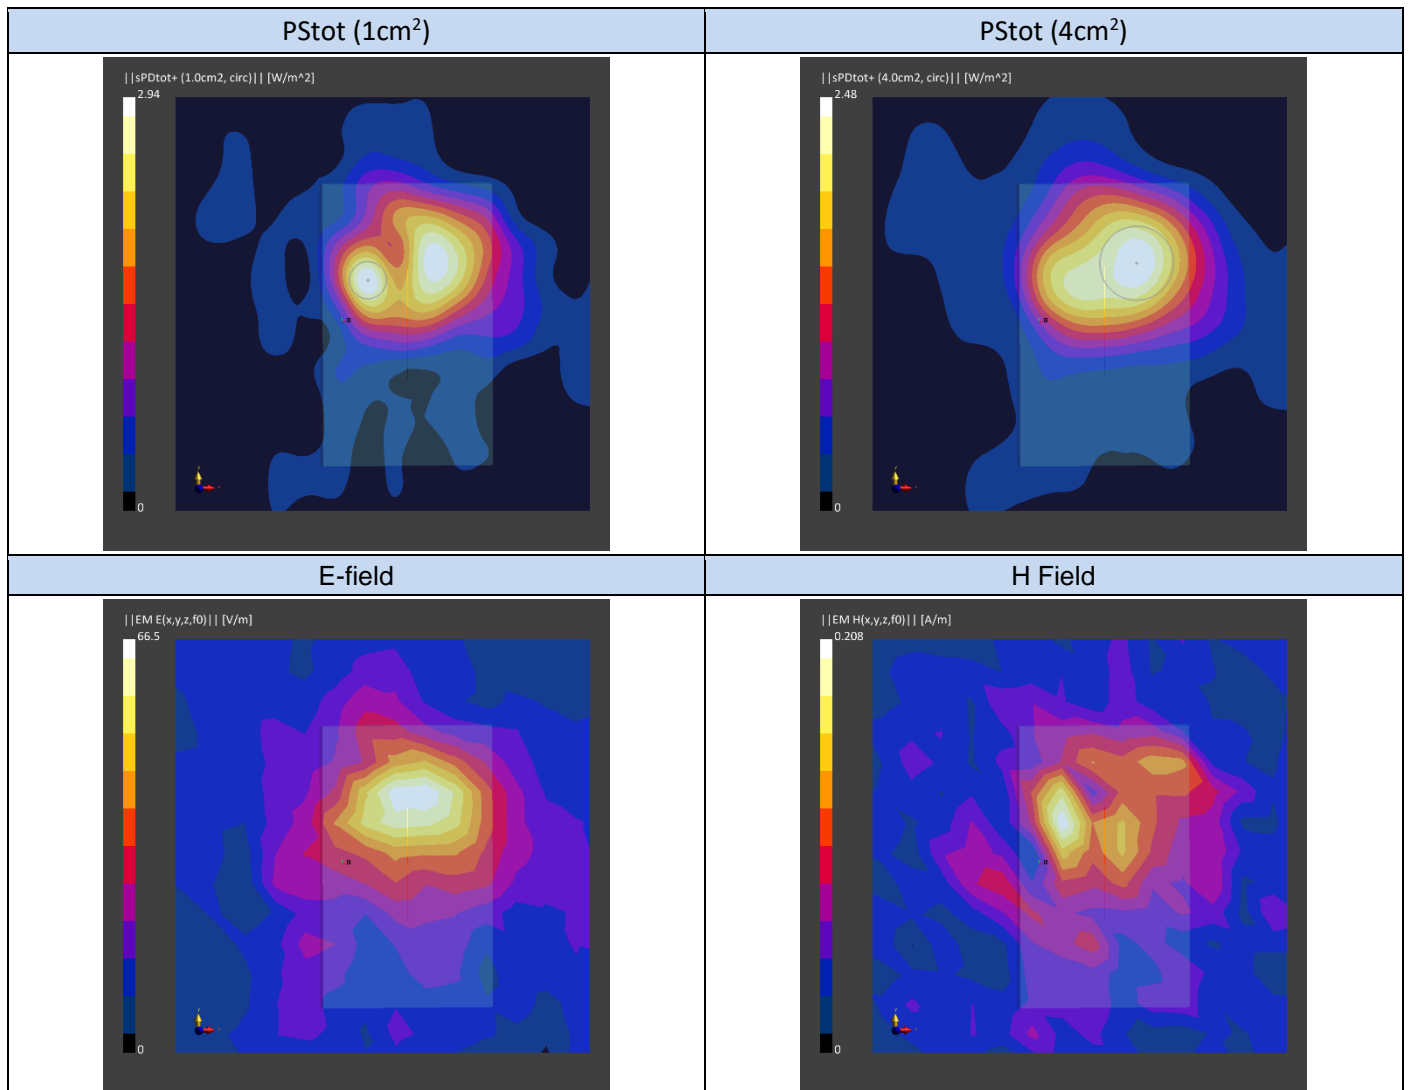 PStot (1cm²)
PStot (4cm²)
||sPDtot+ (1.0cm2, circ)|| [W/m^2]
2.94
0
||sPDtot+ (4.0cm2, circ)|| [W/m^2]
2.48
0
E-field
H Field
||EM E(x,y,z,f0)|| [V/m]
66.5
0
||EM H(x,y,z,f0)|| [A/m]
0.208
0